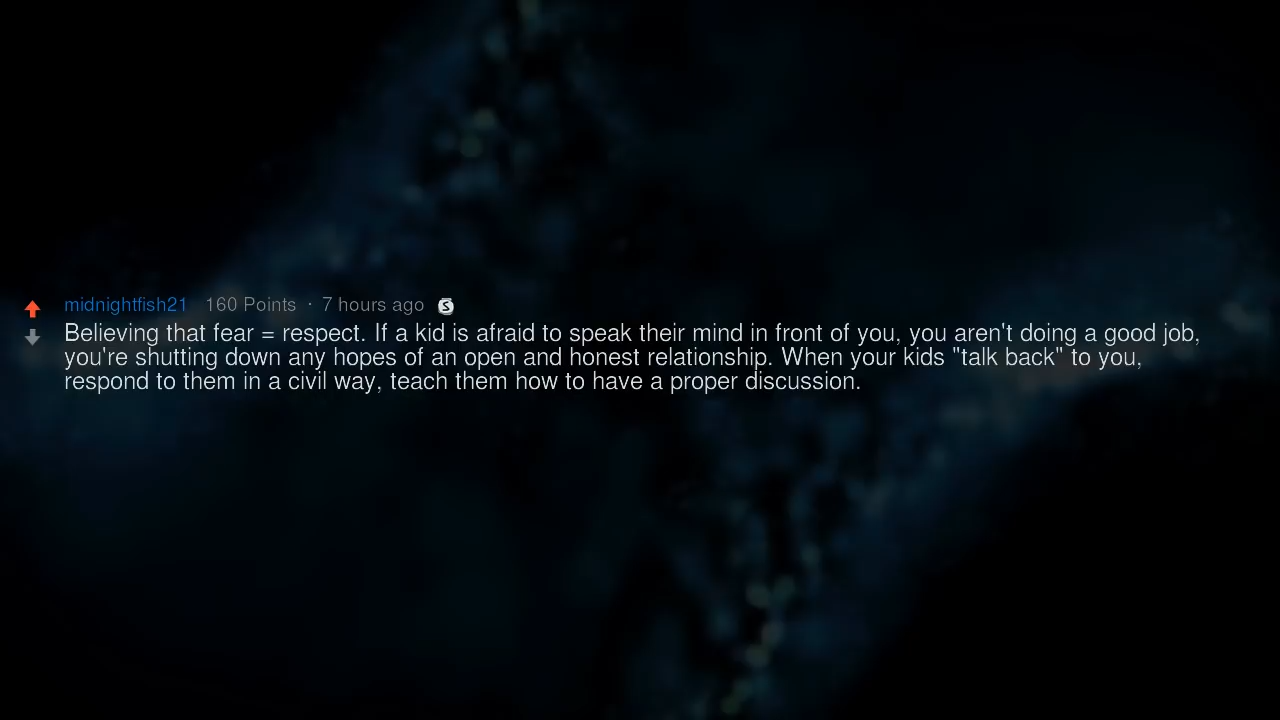 midnightfish21 160 Points · 7 hours ago S
Believing that fear = respect. If a kid is afraid to speak their mind in front of you, you aren't doing a good job,
you're shutting down any hopes of an open and honest relationship. When your kids "talk back" to you,
respond to them in a civil way, teach them how to have a proper discussion.